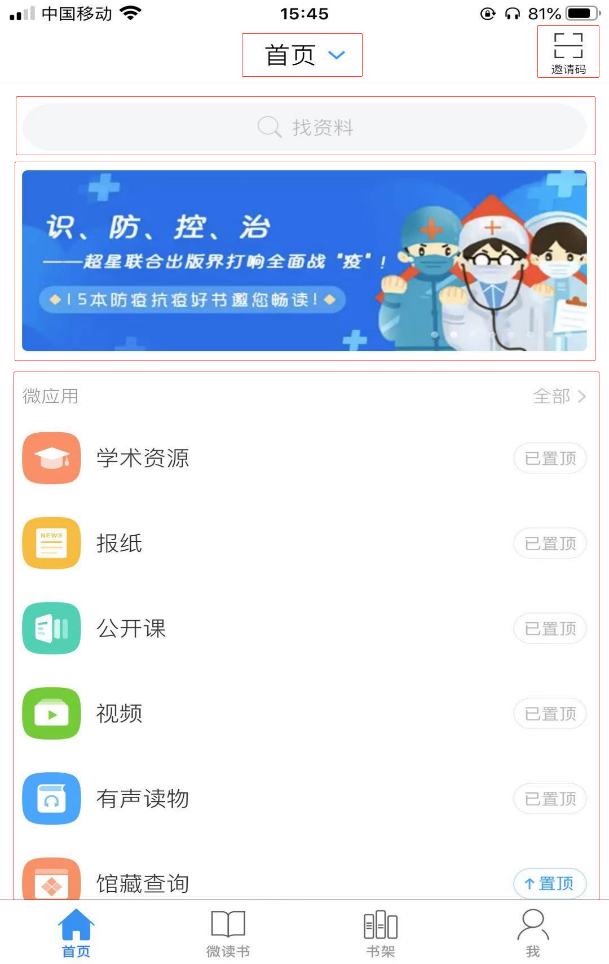 中国移动 15:45 81%
首页
邀请码
找资料
识、防、控、治
——超星联合出版界打响全面战“疫”！
15本防疫抗疫好书邀您畅读!
微应用 全部
学术资源 已置顶
NEWS
报纸 已置顶
公开课 已置顶
视频 已置顶
有声读物 已置顶
馆藏查询 置顶
首页 微读书 书架 我